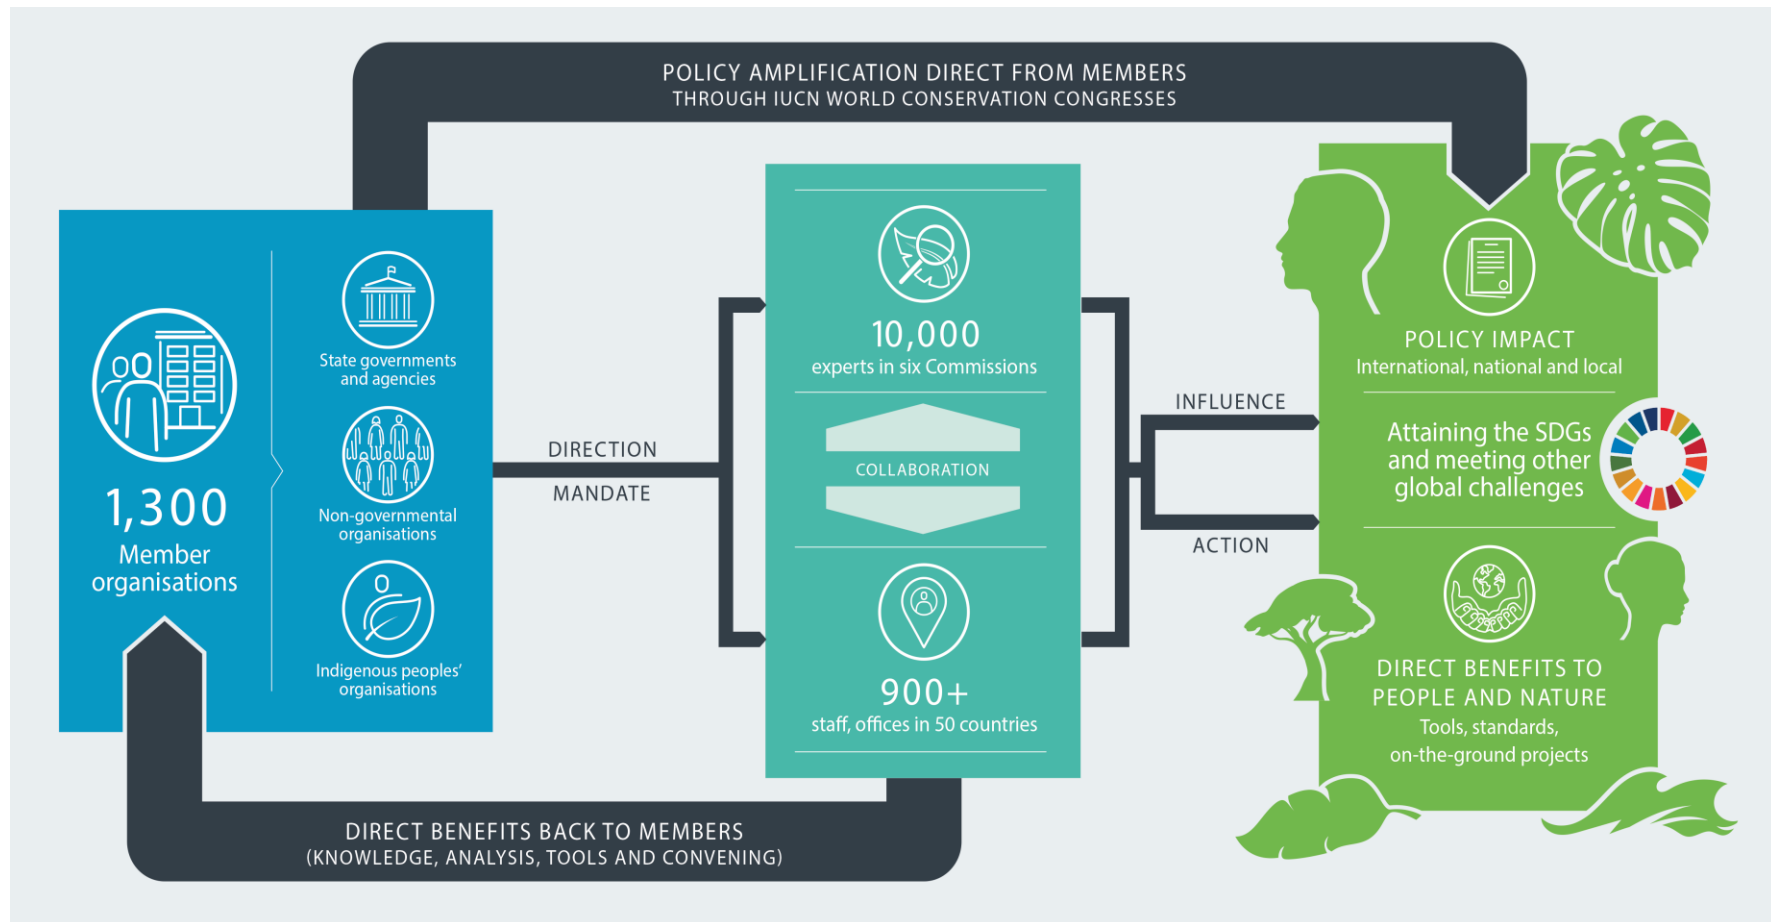 POLICY AMPLIFICATION DIRECT FROM MEMBERS
THROUGH IUCN WORLD CONSERVATION CONGRESSES
1,300
Member
organisations
State governments
and agencies
Non-governmental
organisations
Indigenous peoples’
organisations
DIRECTION
MANDATE
10,000
experts in six Commissions
COLLABORATION
900+
staff, offices in 50 countries
INFLUENCE
ACTION
POLICY IMPACT
International, national and local
Attaining the SDGs
and meeting other
global challenges
DIRECT BENEFITS TO
PEOPLE AND NATURE
Tools, standards,
on-the-ground projects
DIRECT BENEFITS BACK TO MEMBERS
(KNOWLEDGE, ANALYSIS, TOOLS AND CONVENING)